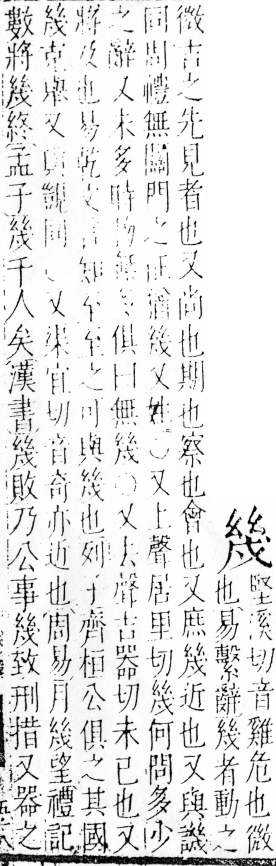 幾
堅溪切音雞危也微
也易繫辭幾者動之
微吉之先見者也又尚也期也察也會也又庶幾近也又與譏
同周禮無關門之征猶幾又姓○又上聲居里切幾何問多少
之辭又未多時物無俱曰無幾○又去聲吉器切未已也又
將及也易乾文言知至至之可與幾也列子齊桓公俱之其國
幾克舉又與覬同○又渠宜切音奇亦近也周易月幾望禮記
數將幾終孟子幾千人矣漢書幾敗乃公事幾致刑措又器之